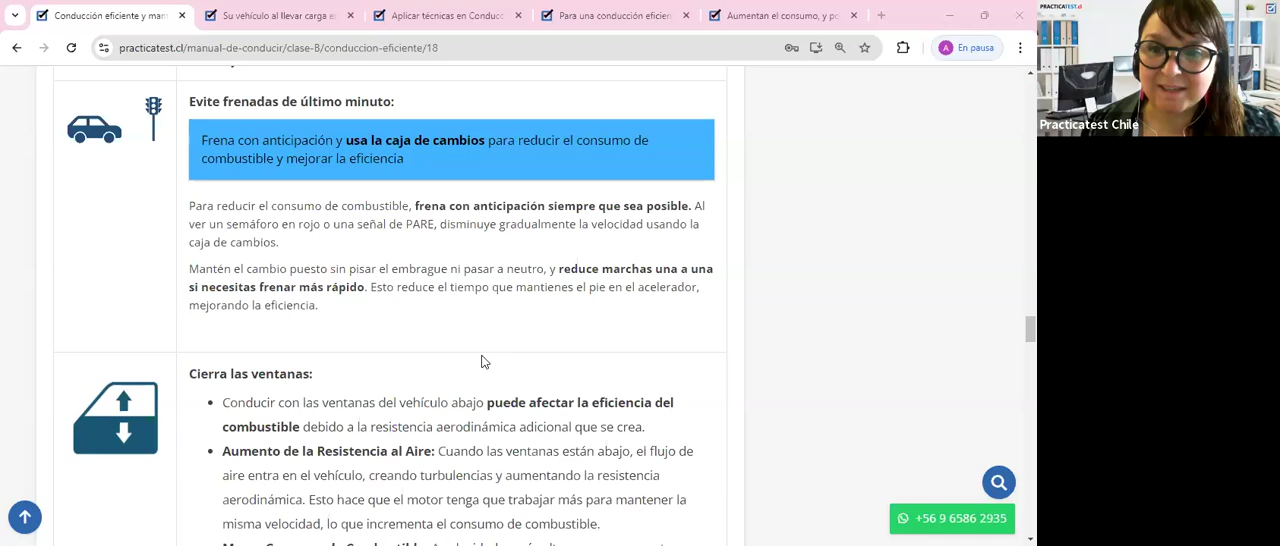 Conducción eficiente y man
Su vehículo al llevar carga e
Aplicar técnicas en Conducc
Para una conducción eficien
Aumentan el consumo, y po
practicatest.cl/manual-de-conducir/clase-B/conduccion-eficiente/18
A En pausa
PRACTICATEST.cl
Practicatest Chile
Evite frenadas de último minuto:
Frena con anticipación y usa la caja de cambios para reducir el consumo de
combustible y mejorar la eficiencia
Para reducir el consumo de combustible, frena con anticipación siempre que sea posible. Al
ver un semáforo en rojo o una señal de PARE, disminuye gradualmente la velocidad usando la
caja de cambios.
Mantén el cambio puesto sin pisar el embrague ni pasar a neutro, y reduce marchas una a una
si necesitas frenar más rápido. Esto reduce el tiempo que mantienes el pie en el acelerador,
mejorando la eficiencia.
Cierra las ventanas:
Conducir con las ventanas del vehículo abajo puede afectar la eficiencia del
combustible debido a la resistencia aerodinámica adicional que se crea.
Aumento de la Resistencia al Aire: Cuando las ventanas están abajo, el flujo de
aire entra en el vehículo, creando turbulencias y aumentando la resistencia
aerodinámica. Esto hace que el motor tenga que trabajar más para mantener la
misma velocidad, lo que incrementa el consumo de combustible.
+56 9 6586 2935